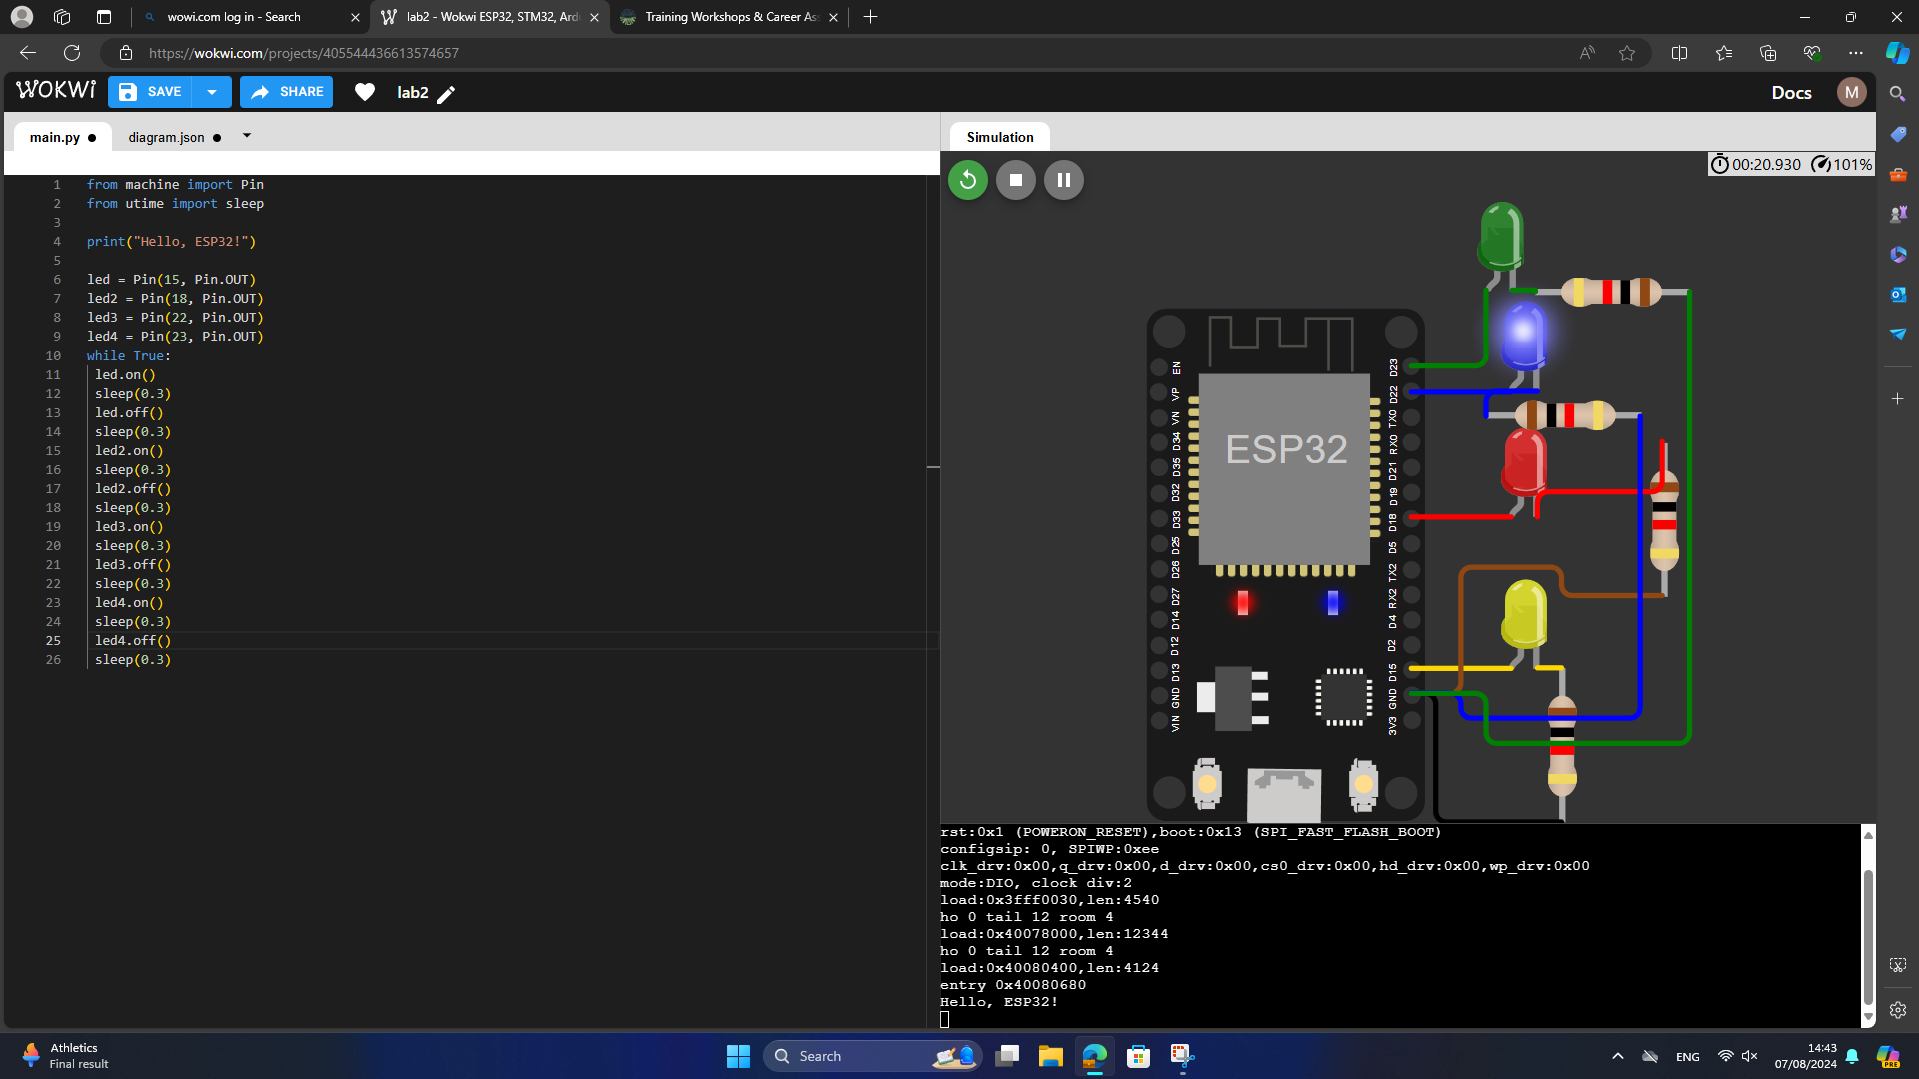 wowi.com log in - Search
lab2 - Wokwi ESP32, STM32, Ard
Training Workshops & Career Ass
https://wokwi.com/projects/405544436613574657
WOKWi
SAVE
SHARE
lab2
Docs
M
main.py
diagram.json
Simulation
00:20.930
101%
1 from machine import Pin
2 from utime import sleep
3
4 print("Hello, ESP32!")
5
6 led = Pin(15, Pin.OUT)
7 led2 = Pin(18, Pin.OUT)
8 led3 = Pin(22, Pin.OUT)
9 led4 = Pin(23, Pin.OUT)
10 while True:
11 led.on()
12 sleep(0.3)
13 led.off()
14 sleep(0.3)
15 led2.on()
16 sleep(0.3)
17 led2.off()
18 sleep(0.3)
19 led3.on()
20 sleep(0.3)
21 led3.off()
22 sleep(0.3)
23 led4.on()
24 sleep(0.3)
25 led4.off()
26 sleep(0.3)
ESP32
EN
VP
VN
D34
D35
D32
D33
D25
D26
D27
D14
D12
D13
GND
VIN
D23
D22
TX0
RX0
D21
D19
D18
D5
TX2
RX2
D4
D2
D15
GND
3V3
rst:0x1 (POWERON_RESET),boot:0x13 (SPI_FAST_FLASH_BOOT)
configsip: 0, SPIWP:0xee
clk_drv:0x00,q_drv:0x00,d_drv:0x00,cs0_drv:0x00,hd_drv:0x00,wp_drv:0x00
mode:DIO, clock div:2
load:0x3fff0030,len:4540
ho 0 tail 12 room 4
load:0x40078000,len:12344
ho 0 tail 12 room 4
load:0x40080400,len:4124
entry 0x40080680
Hello, ESP32!
Athletics
Final result
Search
ENG
14:43
07/08/2024
PRE